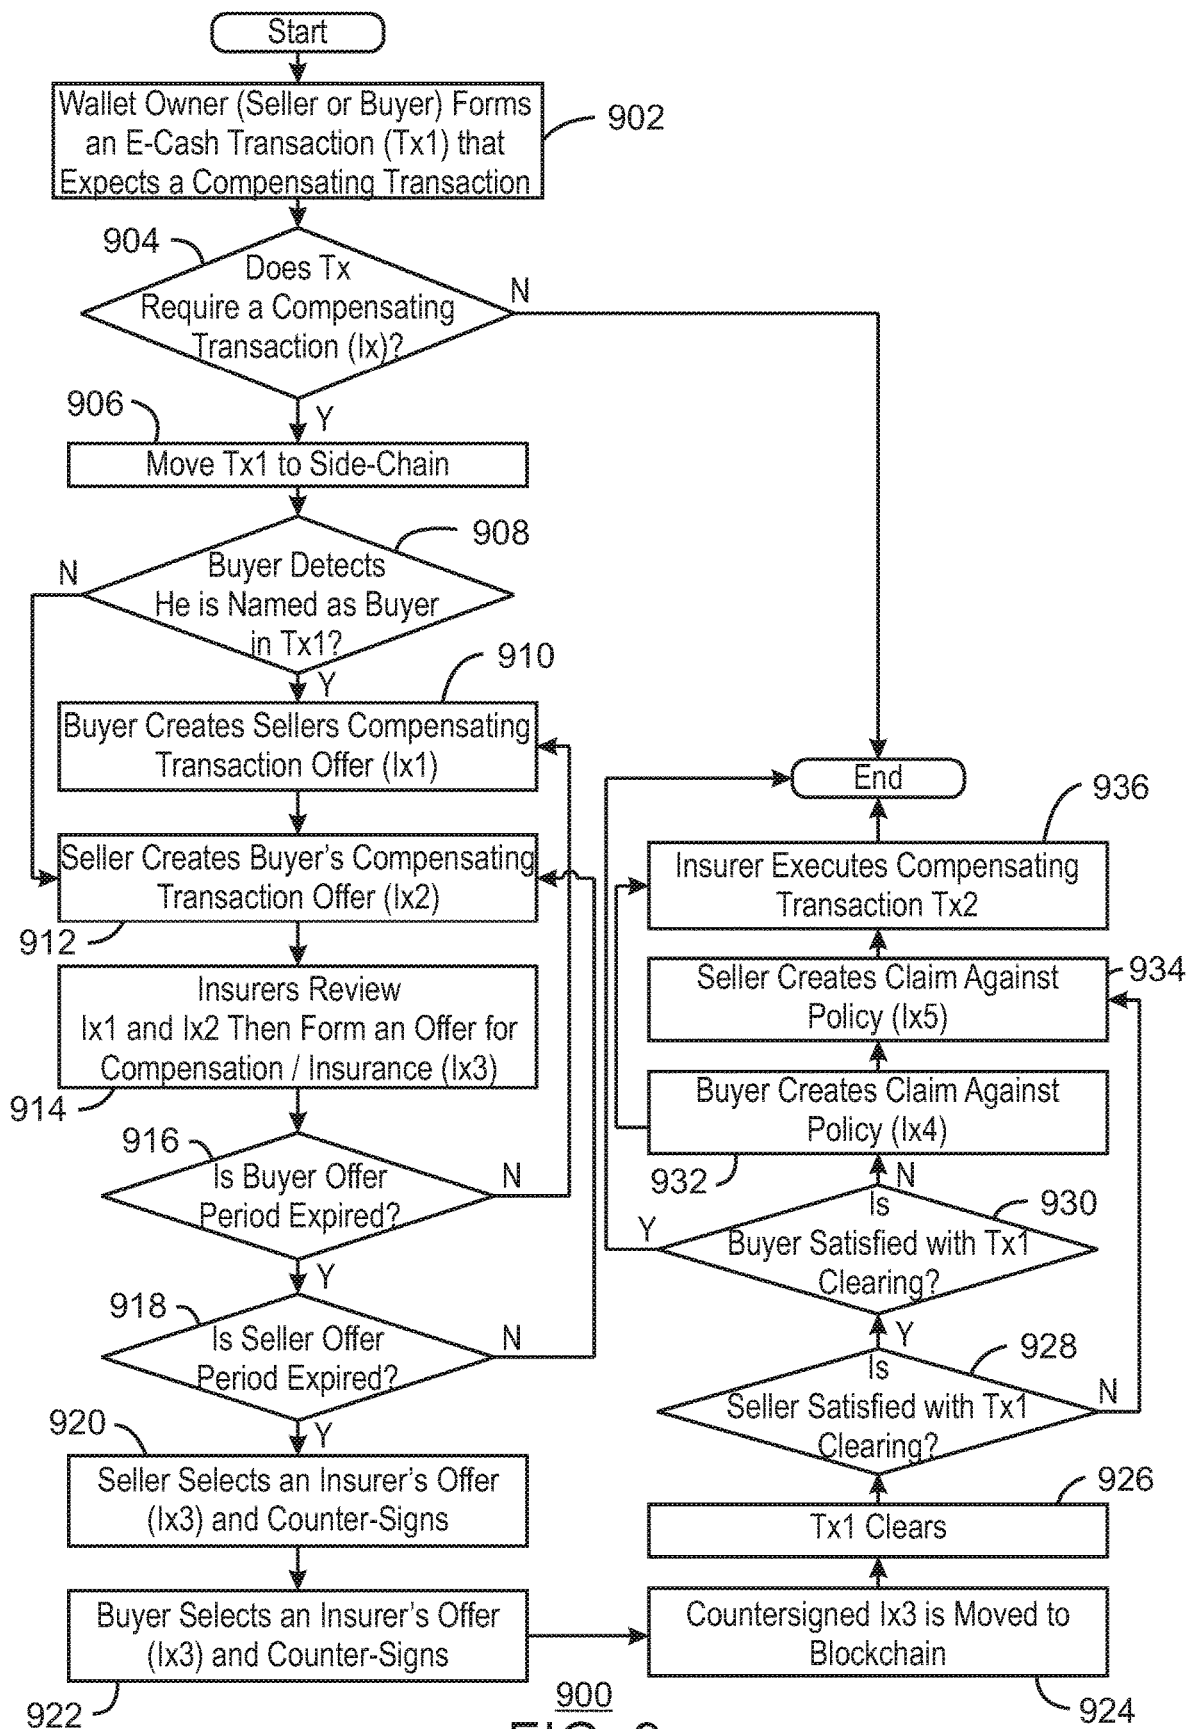 Start
Wallet Owner (Seller or Buyer) Forms
an E-Cash Transaction (Tx1) that
Expects a Compensating Transaction
902
904
Does Tx
Require a Compensating
Transaction (Ix)?
N
Y
906
Move Tx1 to Side-Chain
908
Buyer Detects
He is Named as Buyer
in Tx1?
N
Y
910
Buyer Creates Sellers Compensating
Transaction Offer (Ix1)
Seller Creates Buyer's Compensating
Transaction Offer (Ix2)
912
Insurers Review
Ix1 and Ix2 Then Form an Offer for
Compensation / Insurance (Ix3)
914
916
Is Buyer Offer
Period Expired?
N
Y
918
Is Seller Offer
Period Expired?
N
Y
920
Seller Selects an Insurer's Offer
(Ix3) and Counter-Signs
Buyer Selects an Insurer's Offer
(Ix3) and Counter-Signs
922
End
936
Insurer Executes Compensating
Transaction Tx2
934
Seller Creates Claim Against
Policy (Ix5)
Buyer Creates Claim Against
Policy (Ix4)
932
N
930
Y
Is
Buyer Satisfied with Tx1
Clearing?
Y
928
Is
Seller Satisfied with Tx1
Clearing?
N
926
Tx1 Clears
Countersigned Ix3 is Moved to
Blockchain
924
900